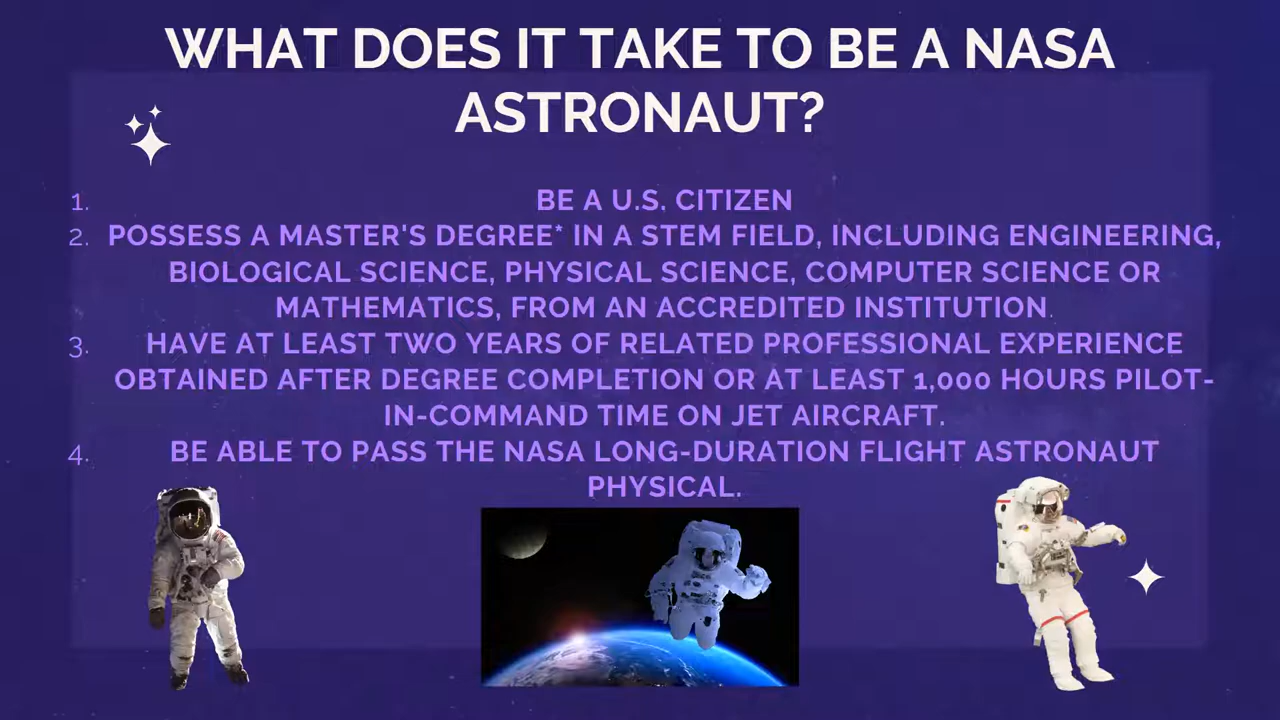 WHAT DOES IT TAKE TO BE A NASA
ASTRONAUT?
1. BE A U.S. CITIZEN
2. POSSESS A MASTER'S DEGREE* IN A STEM FIELD, INCLUDING ENGINEERING,
BIOLOGICAL SCIENCE, PHYSICAL SCIENCE, COMPUTER SCIENCE OR
MATHEMATICS, FROM AN ACCREDITED INSTITUTION.
3. HAVE AT LEAST TWO YEARS OF RELATED PROFESSIONAL EXPERIENCE
OBTAINED AFTER DEGREE COMPLETION OR AT LEAST 1,000 HOURS PILOT-
IN-COMMAND TIME ON JET AIRCRAFT.
4. BE ABLE TO PASS THE NASA LONG-DURATION FLIGHT ASTRONAUT
PHYSICAL.